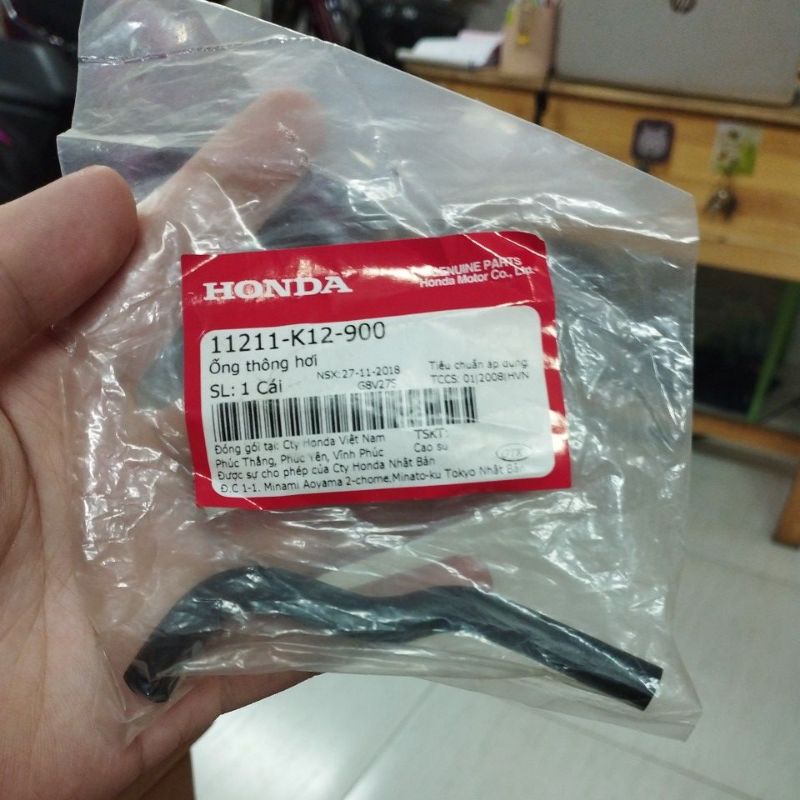 HONDA
GENUINE PARTS
Honda Motor Co., Ltd.
11211-K12-900
Ống thông hơi
SL: 1 Cái
NSX: 27-11-2018
G8V27S
Tiêu chuẩn áp dụng:
TCCS: 01|2008|HVN
Đóng gói tại: Cty Honda Việt Nam
Phúc Thắng, Phúc Yên, Vĩnh Phúc
TSKT:
Cao su
Được sự cho phép của Cty Honda Nhật Bản
Đ.C 1-1. Minami Aoyama 2-chome.Minato-ku Tokyo Nhật Bản
hp